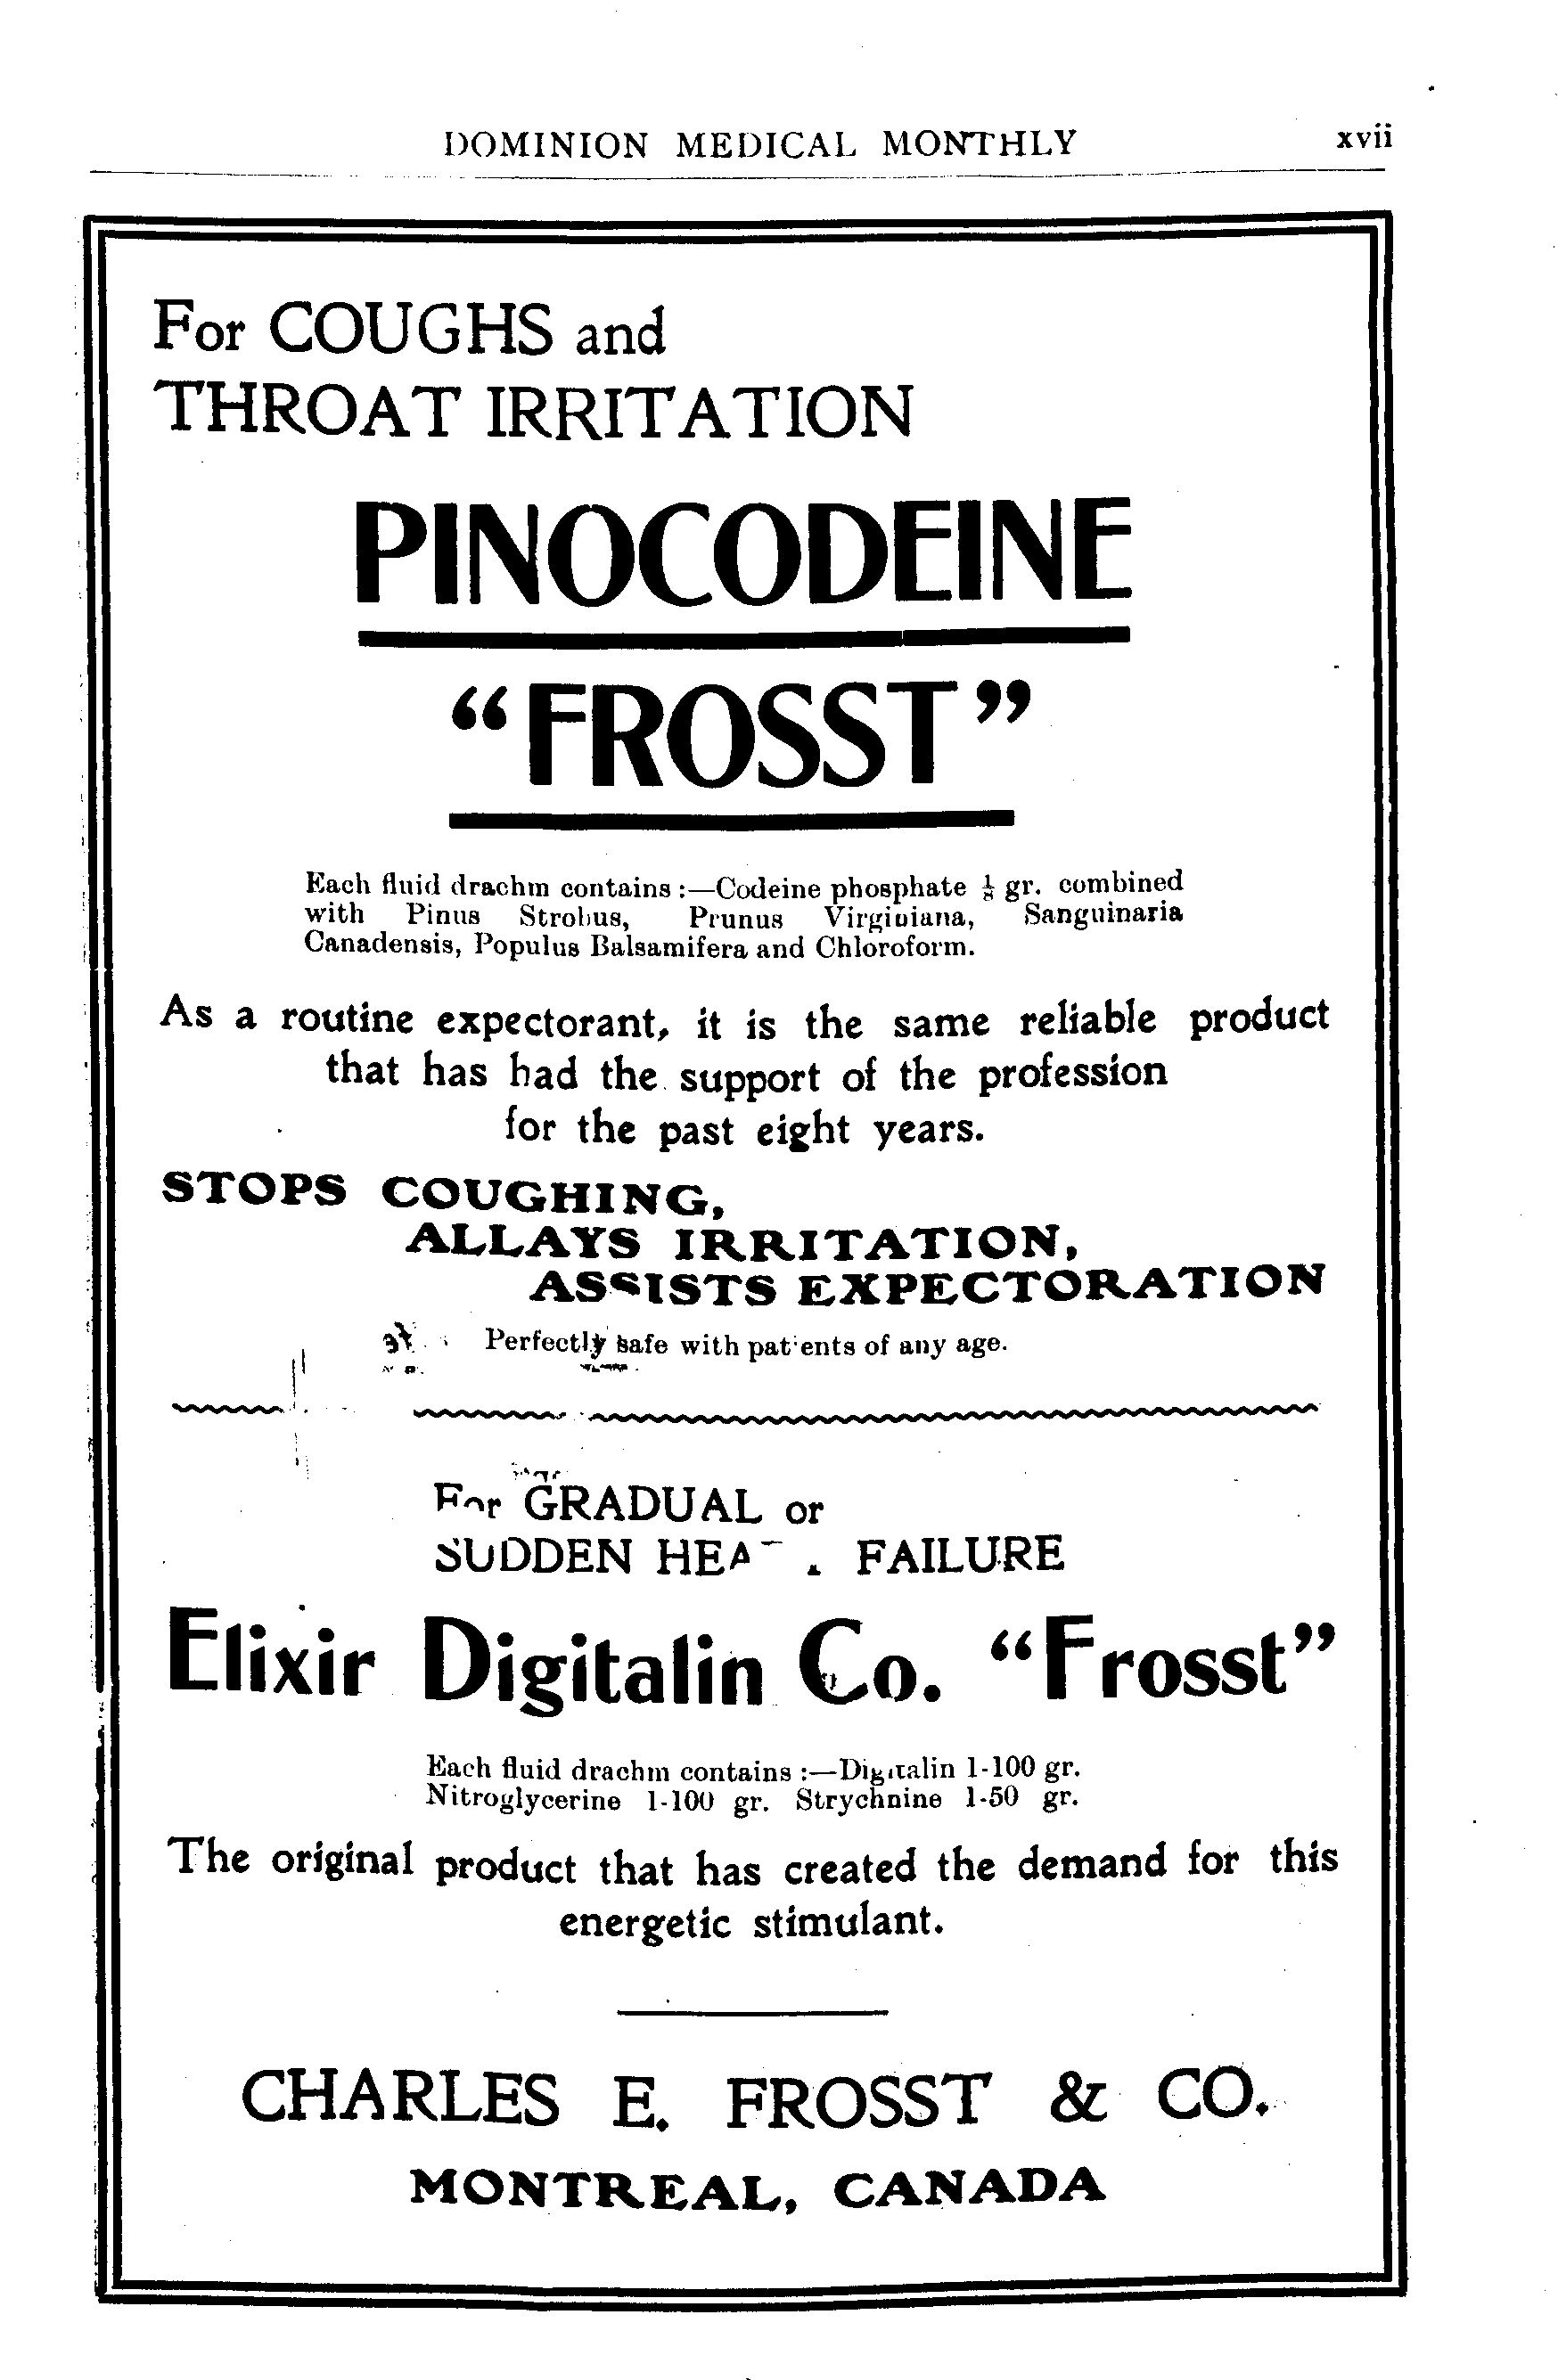 DOMINION MEDICAL MONTHLY xvii
For COUGHS and
THROAT IRRITATION
PINOCODEINE
"FROSST"
Each fluid drachm contains :—Codeine phosphate ⅛ gr. combined
with Pinus Strobus, Prunus Virginiana, Sanguinaria
Canadensis, Populus Balsamifera and Chloroform.
As a routine expectorant, it is the same reliable product
that has had the support of the profession
for the past eight years.
STOPS COUGHING,
ALLAYS IRRITATION,
ASSISTS EXPECTORATION
Perfectly safe with patients of any age.
For GRADUAL or
SUDDEN HEART FAILURE
Elixir Digitalin Co. "Frosst"
Each fluid drachm contains :—Digitalin 1-100 gr.
Nitroglycerine 1-100 gr. Strychnine 1-50 gr.
The original product that has created the demand for this
energetic stimulant.
CHARLES E. FROSST & CO.
MONTREAL, CANADA